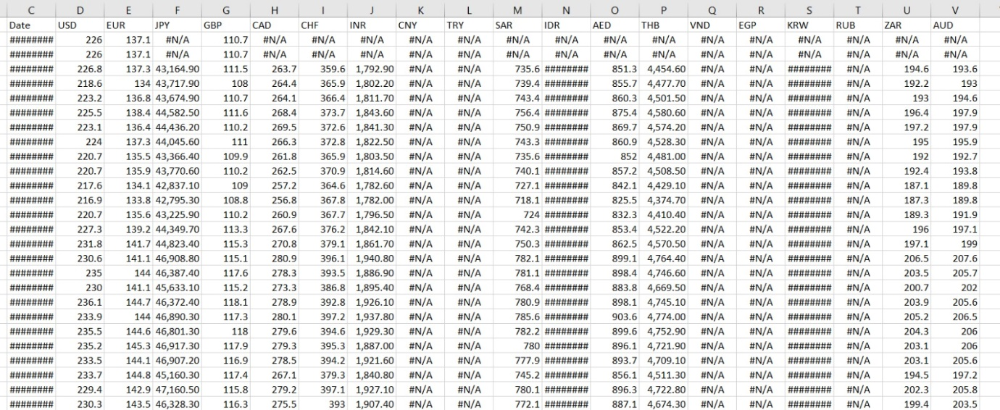 C D E F G H I J K L M N O P Q R S T U V
Date USD EUR JPY GBP CAD CHF INR CNY TRY SAR IDR AED THB VND EGP KRW RUB ZAR AUD
######## 226 137.1 #N/A 110.7 #N/A #N/A #N/A #N/A #N/A #N/A #N/A #N/A #N/A #N/A #N/A #N/A #N/A #N/A #N/A
######## 226 137.1 #N/A 110.7 #N/A #N/A #N/A #N/A #N/A #N/A #N/A #N/A #N/A #N/A #N/A #N/A #N/A #N/A #N/A
######## 226.8 137.3 43,164.90 111.5 263.7 359.6 1,792.90 #N/A #N/A 735.6 ######## 851.3 4,454.60 #N/A #N/A ######## #N/A 194.6 193.6
######## 218.6 134 43,717.90 108 264.4 365.9 1,802.20 #N/A #N/A 739.4 ######## 855.7 4,477.70 #N/A #N/A ######## #N/A 192.2 193
######## 223.2 136.8 43,674.90 110.7 264.1 366.4 1,811.70 #N/A #N/A 743.4 ######## 860.3 4,501.50 #N/A #N/A ######## #N/A 193 194.6
######## 225.5 138.4 44,582.50 111.6 268.4 373.7 1,843.60 #N/A #N/A 756.4 ######## 875.4 4,580.60 #N/A #N/A ######## #N/A 196.4 197.9
######## 223.1 136.4 44,436.20 110.2 269.5 372.6 1,841.30 #N/A #N/A 750.9 ######## 869.7 4,574.20 #N/A #N/A ######## #N/A 197.2 197.9
######## 224 137.3 44,045.60 111 266.3 372.8 1,822.50 #N/A #N/A 743.3 ######## 860.9 4,528.30 #N/A #N/A ######## #N/A 195 195.9
######## 220.7 135.5 43,366.40 109.9 261.8 365.9 1,803.50 #N/A #N/A 735.6 ######## 852 4,481.00 #N/A #N/A ######## #N/A 192 192.7
######## 220.7 135.9 43,770.60 110.2 262.5 370.9 1,814.60 #N/A #N/A 740.1 ######## 857.2 4,508.50 #N/A #N/A ######## #N/A 192.4 193.8
######## 217.6 134.1 42,837.10 109 257.2 364.6 1,782.60 #N/A #N/A 727.1 ######## 842.1 4,429.10 #N/A #N/A ######## #N/A 187.1 189.8
######## 216.9 133.8 42,795.30 108.8 256.8 367.8 1,782.00 #N/A #N/A 718.1 ######## 825.5 4,374.70 #N/A #N/A ######## #N/A 187.3 189.8
######## 220.7 135.6 43,225.90 110.2 260.9 367.7 1,796.50 #N/A #N/A 724 ######## 832.3 4,410.40 #N/A #N/A ######## #N/A 189.3 191.9
######## 227.3 139.2 44,349.70 113.3 267.6 376.2 1,842.10 #N/A #N/A 742.3 ######## 853.4 4,522.20 #N/A #N/A ######## #N/A 196 197.1
######## 231.8 141.7 44,823.40 115.3 270.8 379.1 1,861.70 #N/A #N/A 750.3 ######## 862.5 4,570.50 #N/A #N/A ######## #N/A 197.1 199
######## 230.6 141.1 46,908.80 115.1 280.9 396.1 1,940.80 #N/A #N/A 782.1 ######## 899.1 4,764.40 #N/A #N/A ######## #N/A 206.5 207.6
######## 235 144 46,387.40 117.6 278.3 393.5 1,886.90 #N/A #N/A 781.1 ######## 898.4 4,746.60 #N/A #N/A ######## #N/A 203.5 205.7
######## 230 141.1 45,633.10 115.2 273.3 386.8 1,895.40 #N/A #N/A 768.4 ######## 883.8 4,669.50 #N/A #N/A ######## #N/A 200.7 202
######## 236.1 144.7 46,372.40 118.1 278.9 392.8 1,926.10 #N/A #N/A 780.9 ######## 898.1 4,745.10 #N/A #N/A ######## #N/A 203.9 205.6
######## 233.9 144 46,890.30 117.3 280.1 397.2 1,937.80 #N/A #N/A 785.6 ######## 903.6 4,774.00 #N/A #N/A ######## #N/A 205.2 206.5
######## 235.5 144.6 46,801.30 118 279.6 394.6 1,929.30 #N/A #N/A 782.2 ######## 899.6 4,752.90 #N/A #N/A ######## #N/A 204.3 206
######## 235.2 145.3 46,917.30 117.9 279.3 395.3 1,887.00 #N/A #N/A 780 ######## 896.1 4,721.90 #N/A #N/A ######## #N/A 203.1 206
######## 233.5 144.1 46,907.20 116.9 278.5 394.2 1,921.60 #N/A #N/A 777.9 ######## 893.7 4,709.10 #N/A #N/A ######## #N/A 203.1 205.6
######## 233.7 144.8 45,160.30 117.4 267.1 379.3 1,840.80 #N/A #N/A 745.2 ######## 856.1 4,511.30 #N/A #N/A ######## #N/A 194.5 197.2
######## 229.4 142.9 47,160.50 115.8 279.2 397.1 1,927.10 #N/A #N/A 780.1 ######## 896.3 4,722.80 #N/A #N/A ######## #N/A 202.3 205.8
######## 230.3 143.5 46,328.30 116.3 275.5 393 1,907.40 #N/A #N/A 772.1 ######## 887.1 4,674.30 #N/A #N/A ######## #N/A 199.4 203.5